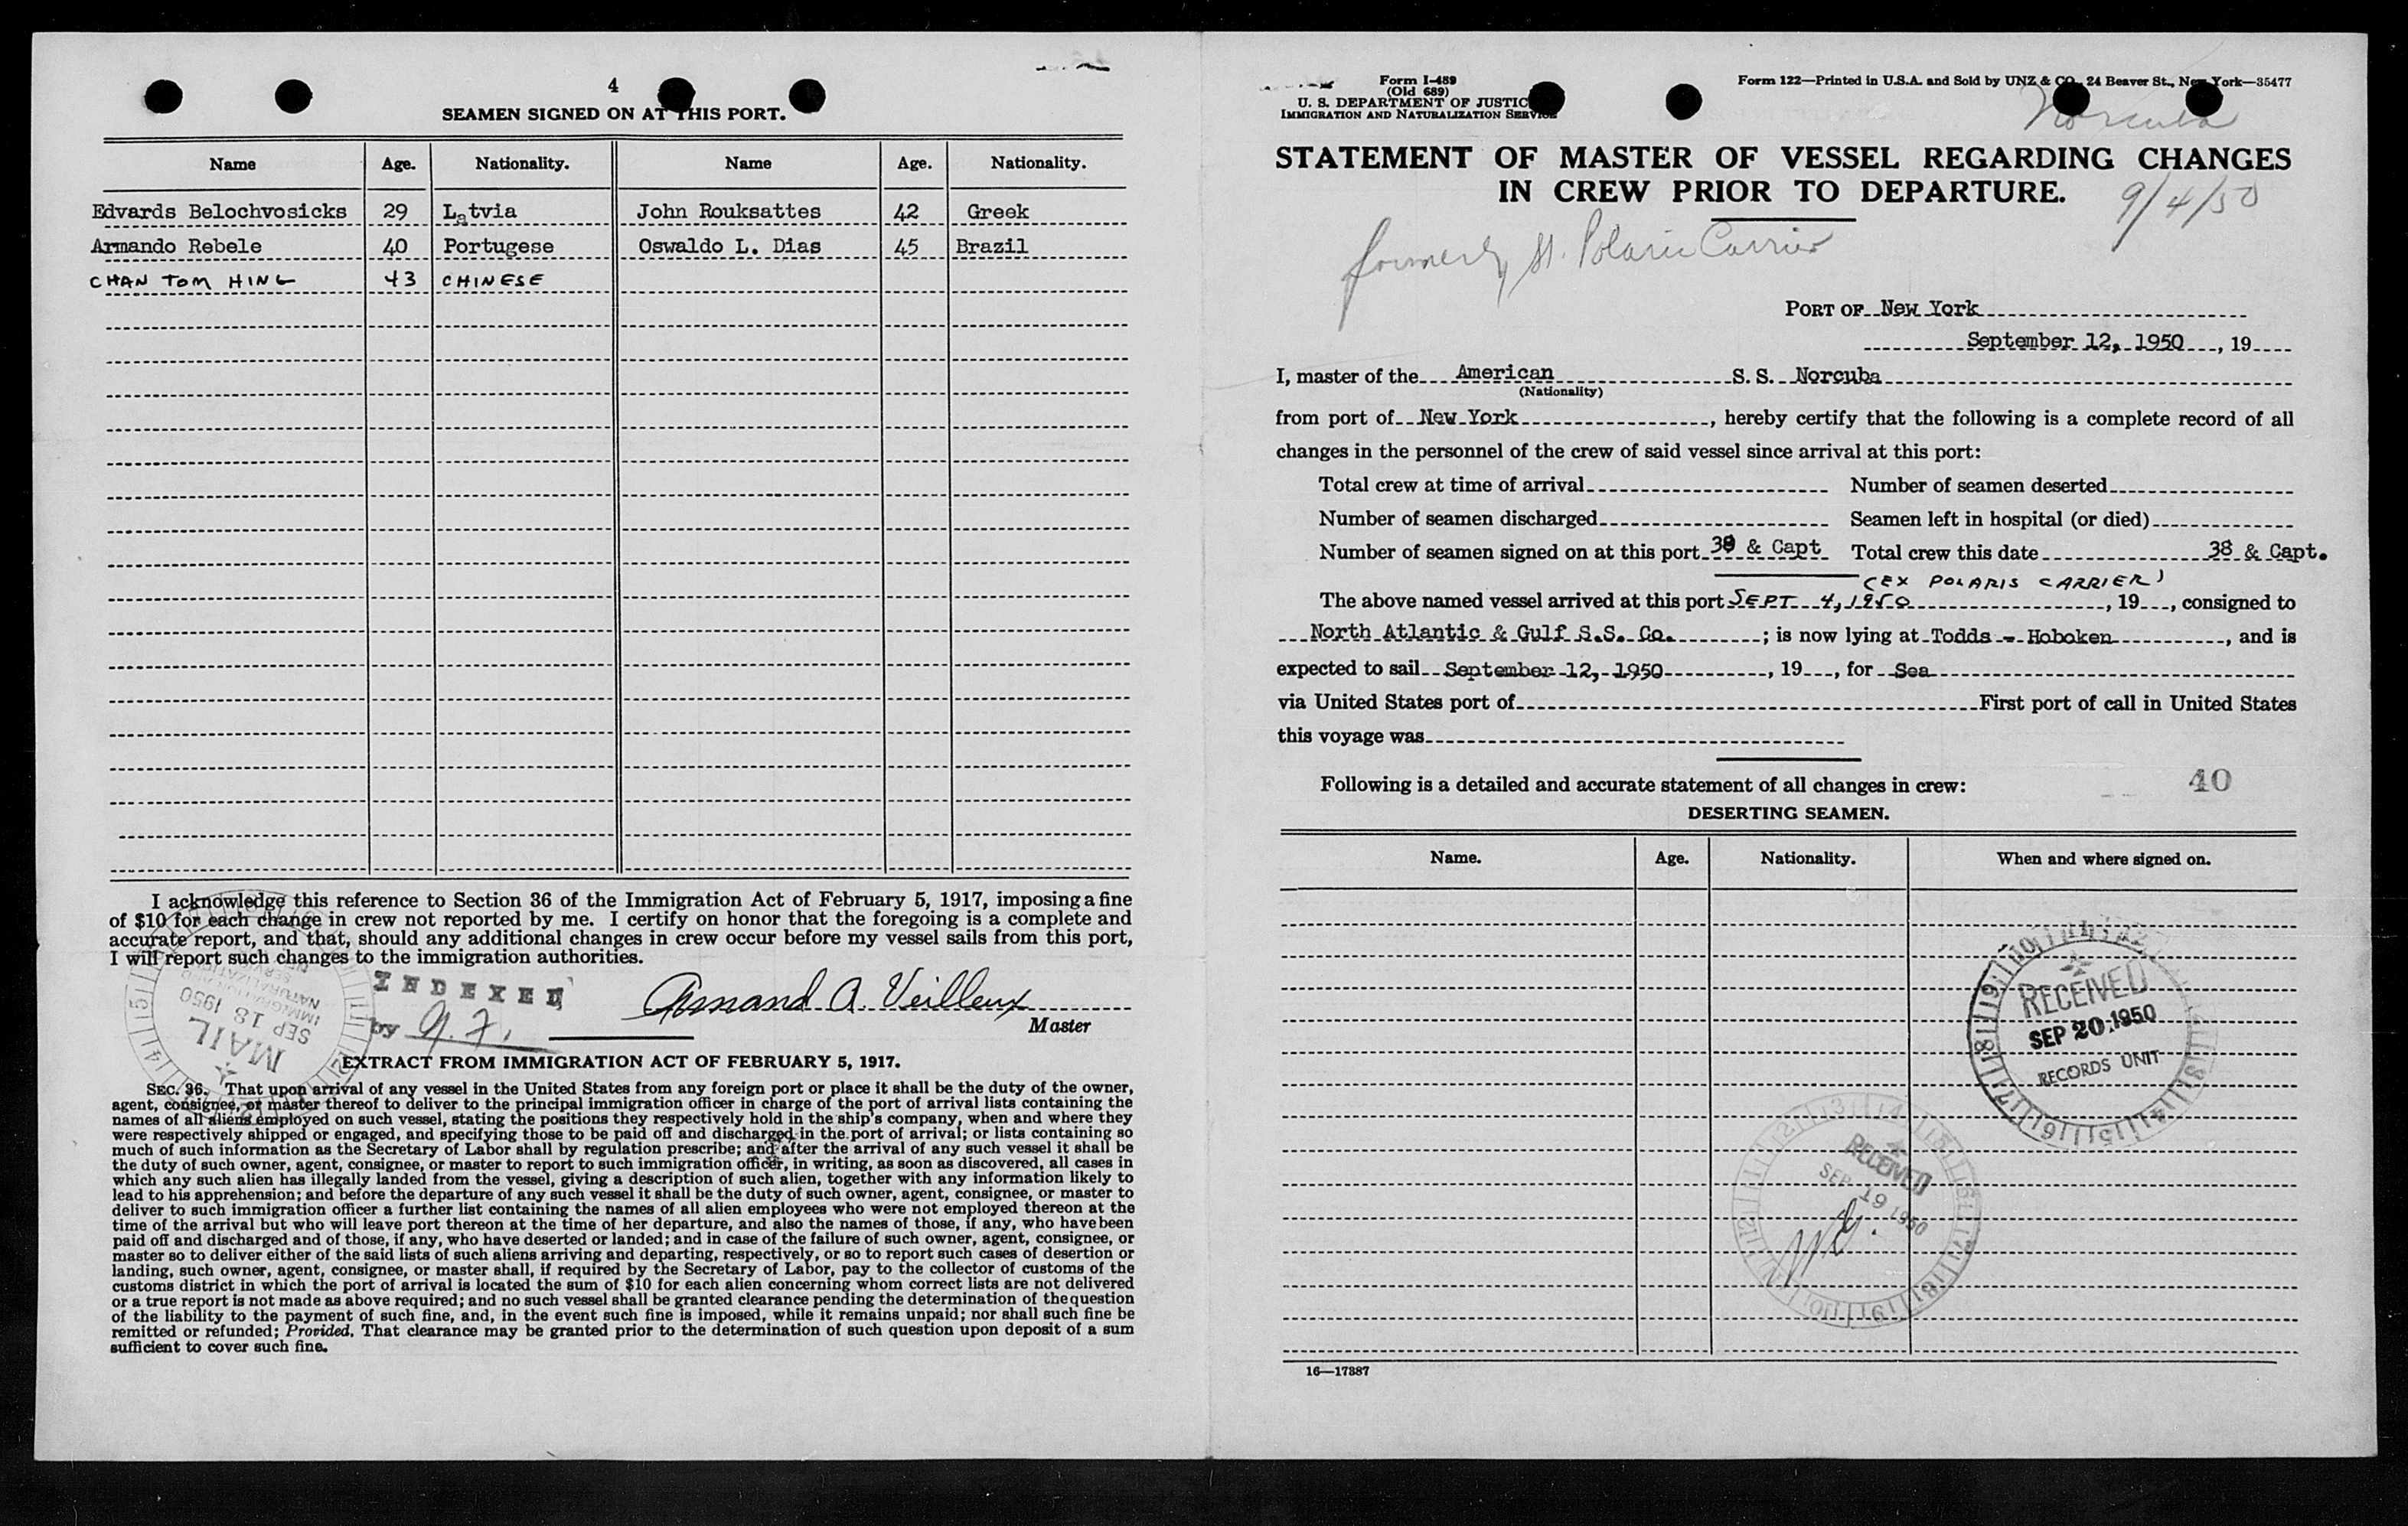 4
SEAMEN SIGNED ON AT THIS PORT.
Name Age. Nationality. Name Age. Nationality.
Edvards Belochvosicks 29 Latvia John Rouksattes 42 Greek
Armando Rebele 40 Portugese Oswaldo L. Dias 45 Brazil
CHAN TOM HING 43 CHINESE
I acknowledge this reference to Section 36 of the Immigration Act of February 5, 1917, imposing a fine
of $10 for each change in crew not reported by me. I certify on honor that the foregoing is a complete and
accurate report, and that, should any additional changes in crew occur before my vessel sails from this port,
I will report such changes to the immigration authorities.
INDEXED
by
Armand A. Veilleux
Master
MAIL
SEP 18 1950
EXTRACT FROM IMMIGRATION ACT OF FEBRUARY 5, 1917.
SEC. 36. That upon arrival of any vessel in the United States from any foreign port or place it shall be the duty of the owner,
agent, consignee, or master thereof to deliver to the principal immigration officer in charge of the port of arrival lists containing the
names of all aliens employed on such vessel, stating the positions they respectively hold in the ship's company, when and where they
were respectively shipped or engaged, and specifying those to be paid off and discharged in the port of arrival; or lists containing so
much of such information as the Secretary of Labor shall by regulation prescribe; and after the arrival of any such vessel it shall be
the duty of such owner, agent, consignee, or master to report to such immigration officer, in writing, as soon as discovered, all cases in
which any such alien has illegally landed from the vessel, giving a description of such alien, together with any information likely to
lead to his apprehension; and before the departure of any such vessel it shall be the duty of such owner, agent, consignee, or master to
deliver to such immigration officer a further list containing the names of all alien employees who were not employed thereon at the
time of the arrival but who will leave port thereon at the time of her departure, and also the names of those, if any, who have been
paid off and discharged and of those, if any, who have deserted or landed; and in case of the failure of such owner, agent, consignee, or
master so to deliver either of the said lists of such aliens arriving and departing, respectively, or so to report such cases of desertion or
landing, such owner, agent, consignee, or master shall, if required by the Secretary of Labor, pay to the collector of customs of the
customs district in which the port of arrival is located the sum of $10 for each alien concerning whom correct lists are not delivered
or a true report is not made as above required; and no such vessel shall be granted clearance pending the determination of the question
of the liability to the payment of such fine, and, in the event such fine is imposed, while it remains unpaid; nor shall such fine be
remitted or refunded; Provided, That clearance may be granted prior to the determination of such question upon deposit of a sum
sufficient to cover such fine.
Form I-489
(Old 689)
U. S. DEPARTMENT OF JUSTICE
IMMIGRATION AND NATURALIZATION SERVICE
Form 122—Printed in U.S.A. and Sold by UNZ & CO., 24 Beaver St., New York—35477
Norcuba
STATEMENT OF MASTER OF VESSEL REGARDING CHANGES
IN CREW PRIOR TO DEPARTURE.
9/4/50
formerly Polaris Carrier
PORT OF New York
September 12, 1950, 19
I, master of the American S. S. Norcuba
(Nationality)
from port of New York, hereby certify that the following is a complete record of all
changes in the personnel of the crew of said vessel since arrival at this port:
Total crew at time of arrival Number of seamen deserted
Number of seamen discharged Seamen left in hospital (or died)
Number of seamen signed on at this port 38 & Capt Total crew this date 38 & Capt.
(EX POLARIS CARRIER)
The above named vessel arrived at this port SEPT 4, 1950, 19, consigned to
North Atlantic & Gulf S.S. Co.; is now lying at Todds - Hoboken, and is
expected to sail September 12, 1950, 19, for Sea
via United States port of First port of call in United States
this voyage was
Following is a detailed and accurate statement of all changes in crew:
40
DESERTING SEAMEN.
Name. Age. Nationality. When and where signed on.
RECEIVED
SEP 20 1950
RECORDS UNIT
RECEIVED
SEP 19 1950
16—17887